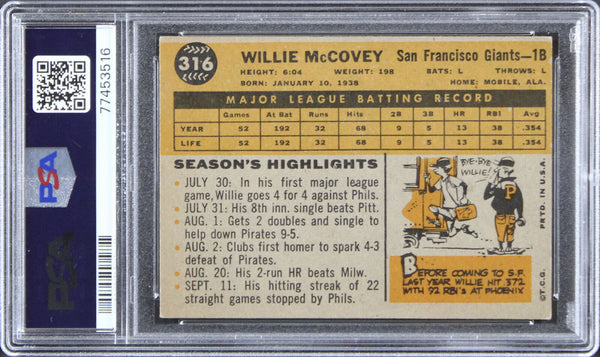 77453516
PSA
PSA
316
WILLIE McCOVEY San Francisco Giants—1B
HEIGHT: 6:04 WEIGHT: 198 BATS: L THROWS: L
BORN: JANUARY 10, 1938 HOME: MOBILE, ALA.
MAJOR LEAGUE BATTING RECORD
Games At Bat Runs Hits 2B 3B HR RBI Avg.
YEAR 52 192 32 68 9 5 13 38 .354
LIFE 52 192 32 68 9 5 13 38 .354
SEASON'S HIGHLIGHTS
• JULY 30: In his first major league
game, Willie goes 4 for 4 against Phils.
• JULY 31: His 8th inn. single beats Pitt.
• AUG. 1: Gets 2 doubles and single to
help down Pirates 9-5.
• AUG. 2: Clubs first homer to spark 4-3
defeat of Pirates.
• AUG. 20: His 2-run HR beats Milw.
• SEPT. 11: His hitting streak of 22
straight games stopped by Phils.
BYE-BYE
WILLIE!
P
BEFORE COMING TO S.F.
LAST YEAR WILLIE HIT .372
WITH 92 RBI's AT PHOENIX
©T.C.G. PRTD. IN U.S.A.